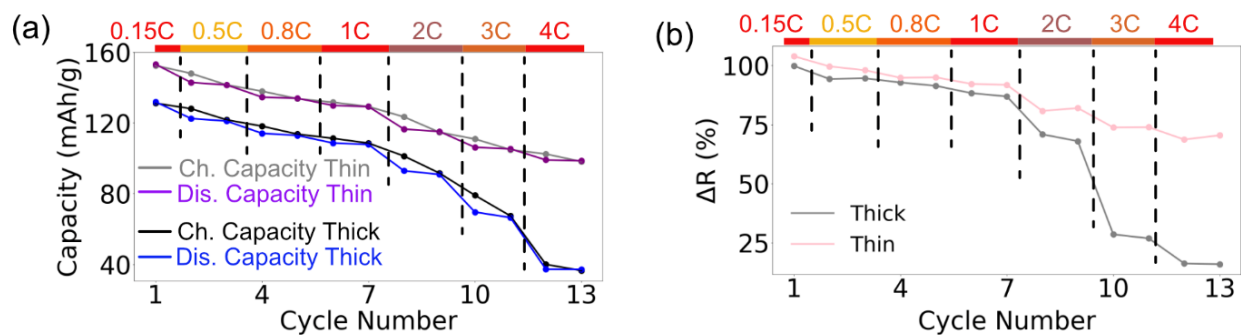 (a)
0.15C 0.5C 0.8C 1C 2C 3C 4C
Capacity (mAh/g)
160
120
80
40
Ch. Capacity Thin
Dis. Capacity Thin
Ch. Capacity Thick
Dis. Capacity Thick
1 4 7 10 13
Cycle Number
(b)
0.15C 0.5C 0.8C 1C 2C 3C 4C
ΔR (%)
100
75
50
25
Thick
Thin
1 4 7 10 13
Cycle Number